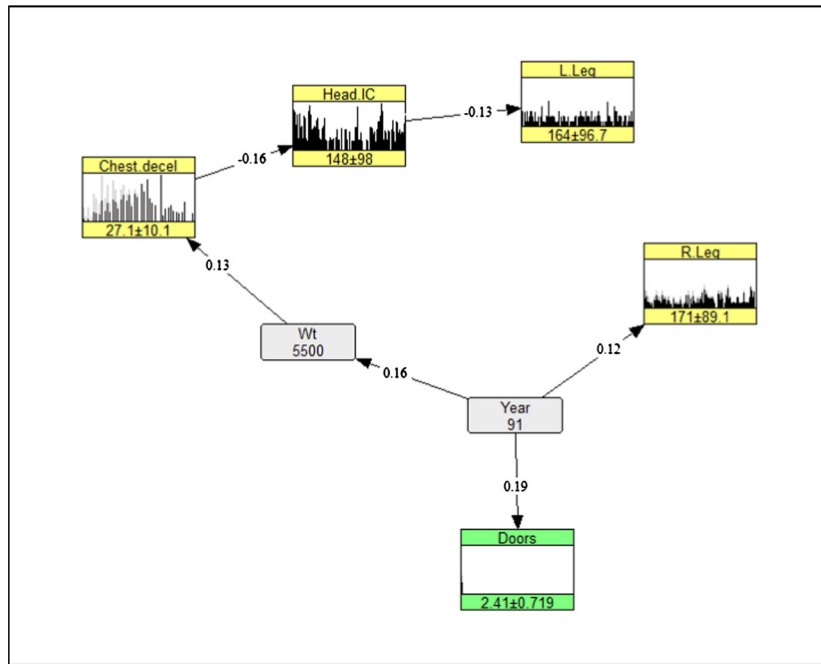 L.Leg
164±96.7
Head.IC
148±98
-0.13
-0.16
Chest.decel
27.1±10.1
0.13
R.Leg
171±89.1
0.12
Wt
5500
0.16
Year
91
0.19
Doors
2.41±0.719